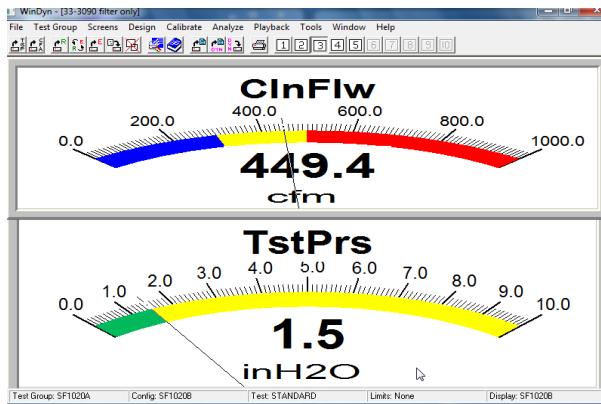 WinDyn - [33-3090 filter only]
File Test Group Screens Design Calibrate Analyze Playback Tools Window Help
1 2 3 4 5 6 7 8 9 10
ClnFlw
0.0 200.0 400.0 600.0 800.0 1000.0
449.4
cfm
TstPrs
0.0 1.0 2.0 3.0 4.0 5.0 6.0 7.0 8.0 9.0 10.0
1.5
inH2O
Test Group: SF1020A Config: SF1020B Test: STANDARD Limits: None Display: SF1020B